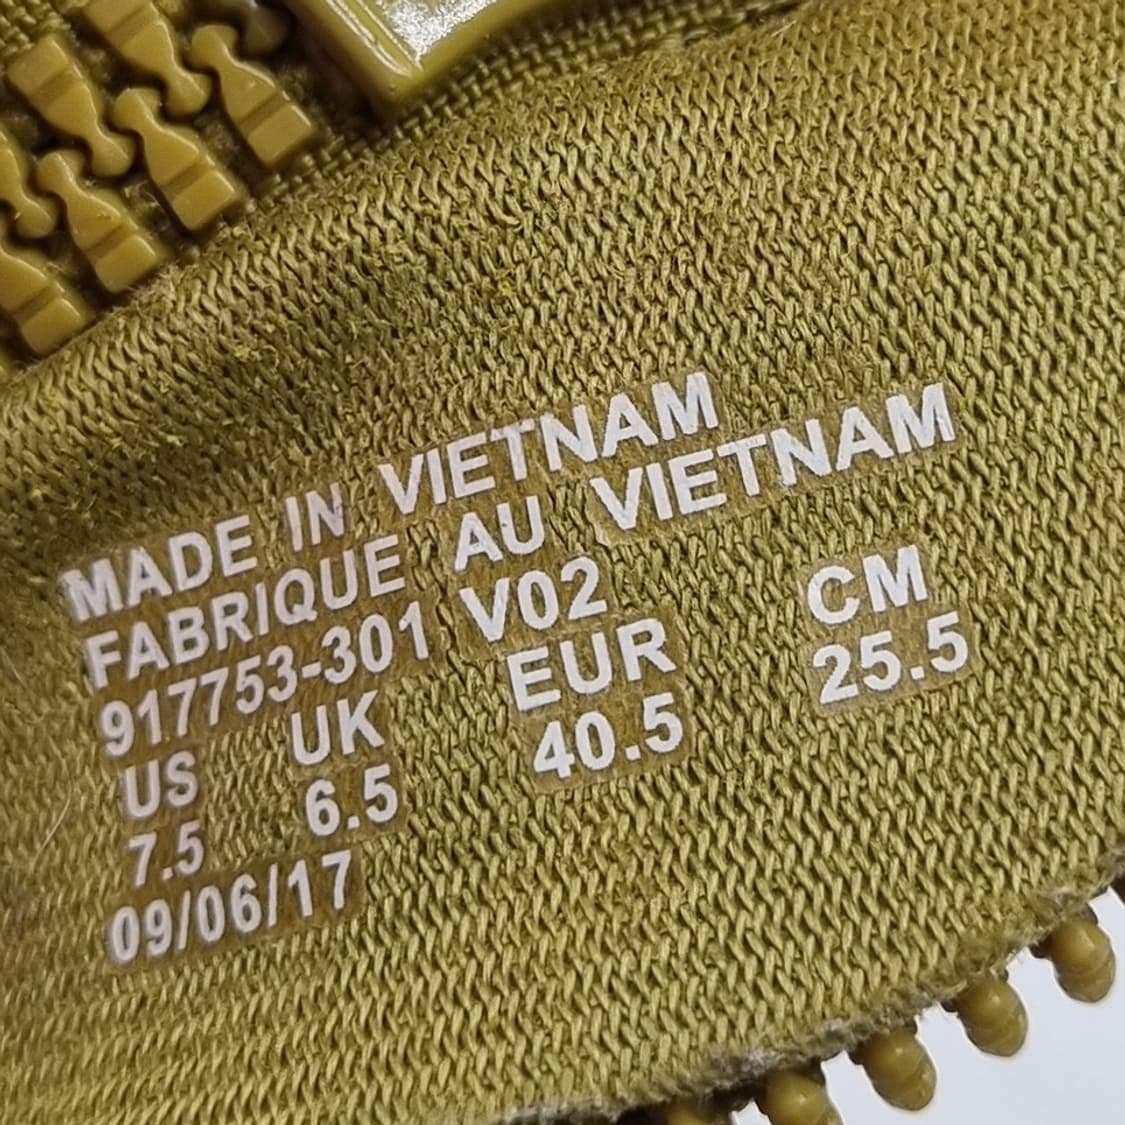 MADE IN VIETNAM
FABRIQUE AU VIETNAM
917753-301 V02
US UK EUR CM
7.5 6.5 40.5 25.5
09/06/17